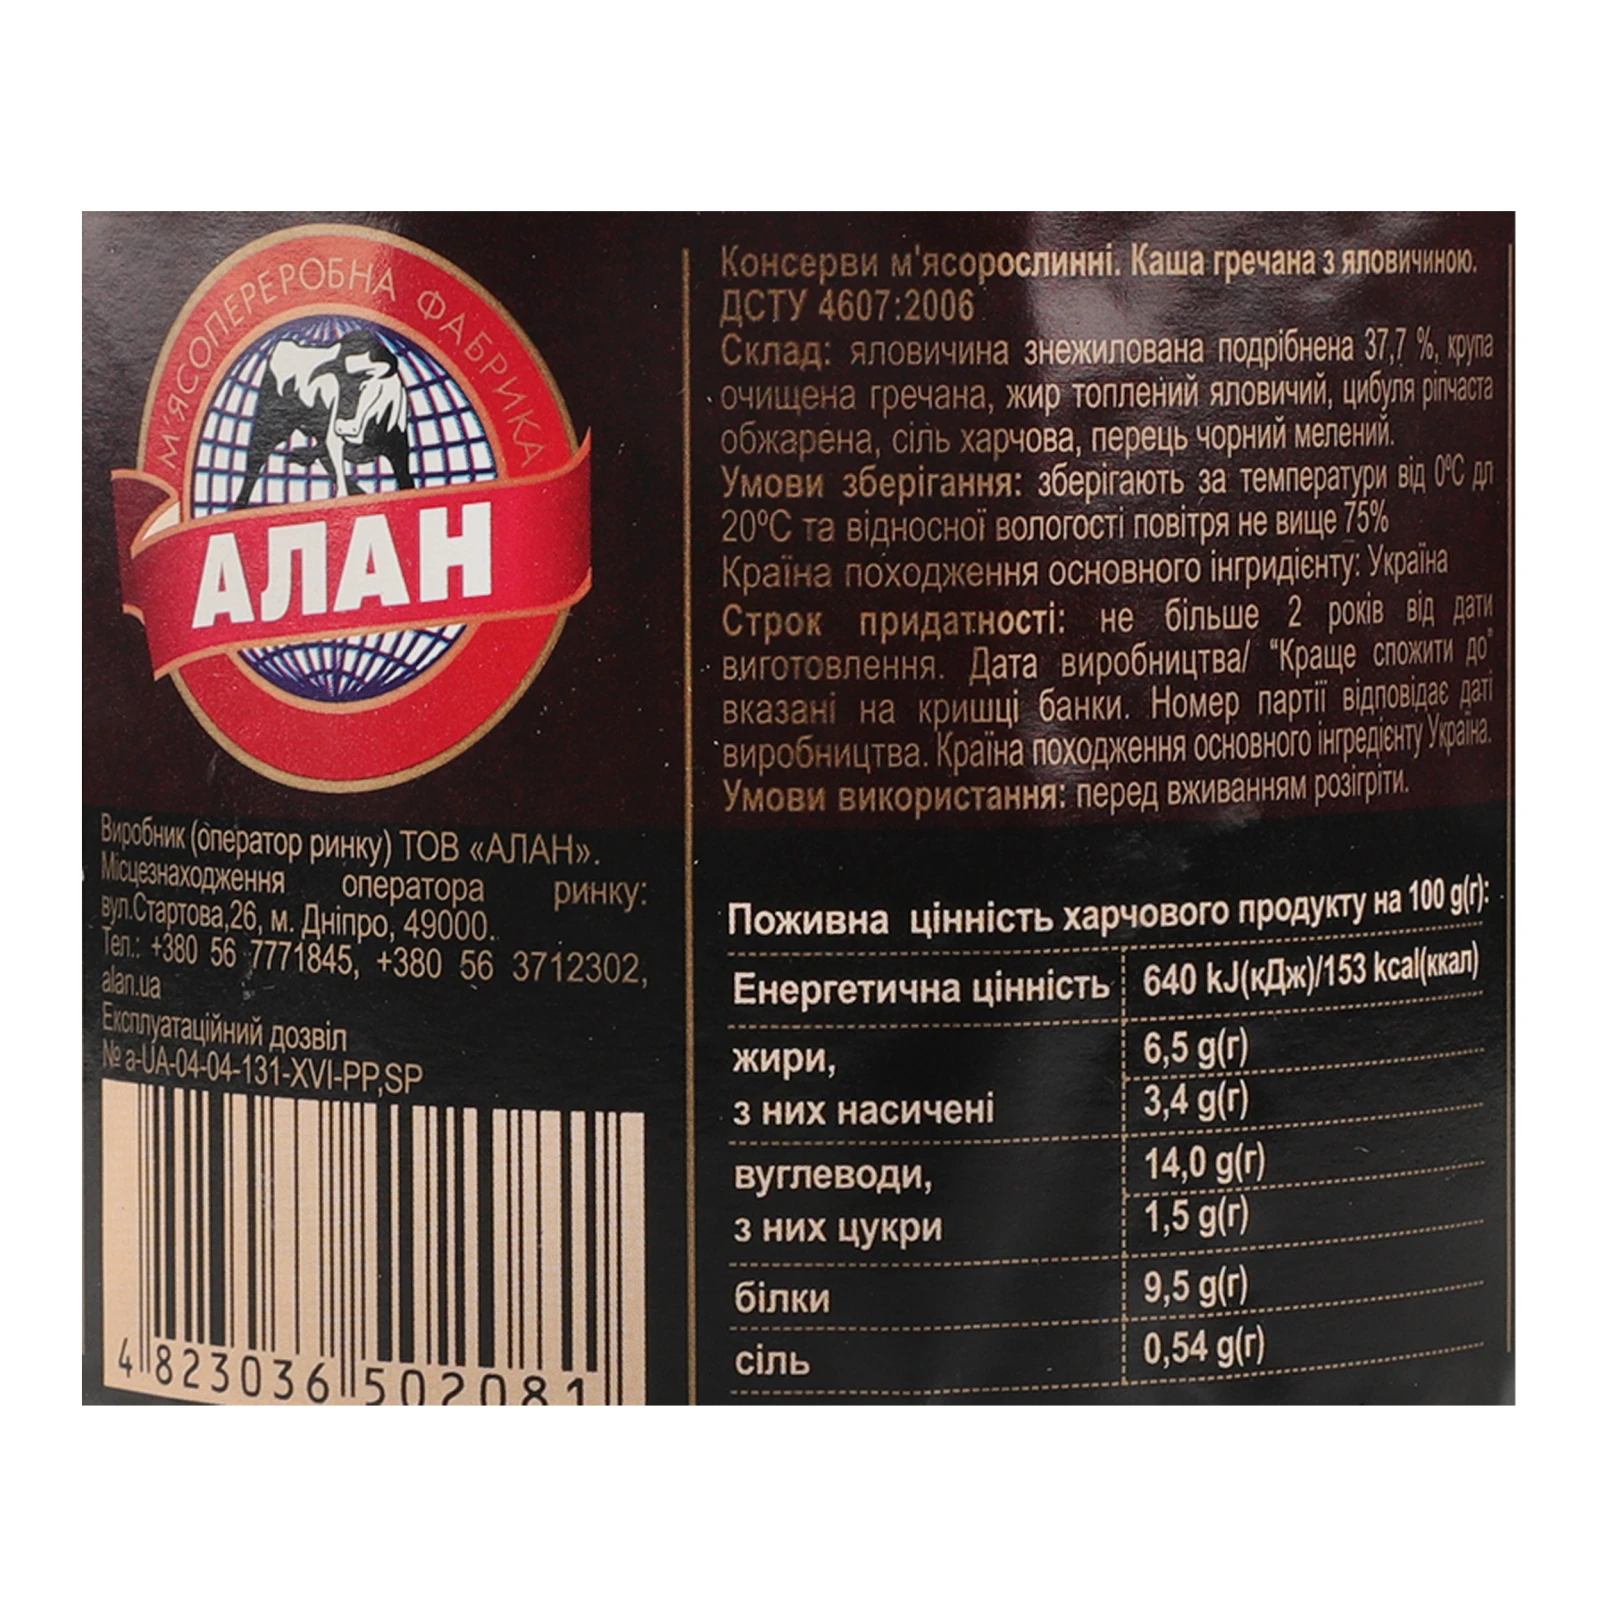 М'ЯСОПЕРЕРОБНА ФАБРИКА
АЛАН
Виробник (оператор ринку) ТОВ «АЛАН».
Місцезнаходження оператора ринку:
вул.Стартова,26, м. Дніпро, 49000.
Тел.: +380 56 7771845, +380 56 3712302,
alan.ua
Експлуатаційний дозвіл
№ a-UA-04-04-131-XVI-PP,SP
4 823036 502081
Консерви м'ясорослинні. Каша гречана з яловичиною.
ДСТУ 4607:2006
Склад: яловичина знежилована подрібнена 37,7 %, крупа
очищена гречана, жир топлений яловичий, цибуля ріпчаста
обжарена, сіль харчова, перець чорний мелений.
Умови зберігання: зберігають за температури від 0ºС дл
20ºС та відносної вологості повітря не вище 75%
Країна походження основного інгридієнту: Україна
Строк придатності: не більше 2 років від дати
виготовлення. Дата виробництва/ “Краще спожити до”
вказані на кришці банки. Номер партії відповідає даті
виробництва. Країна походження основного інгредієнту Україна.
Умови використання: перед вживанням розігріти.
Поживна цінність харчового продукту на 100 g(г):
Енергетична цінність 640 kJ(кДж)/153 kcal(ккал)
жири, 6,5 g(г)
з них насичені 3,4 g(г)
вуглеводи, 14,0 g(г)
з них цукри 1,5 g(г)
білки 9,5 g(г)
сіль 0,54 g(г)